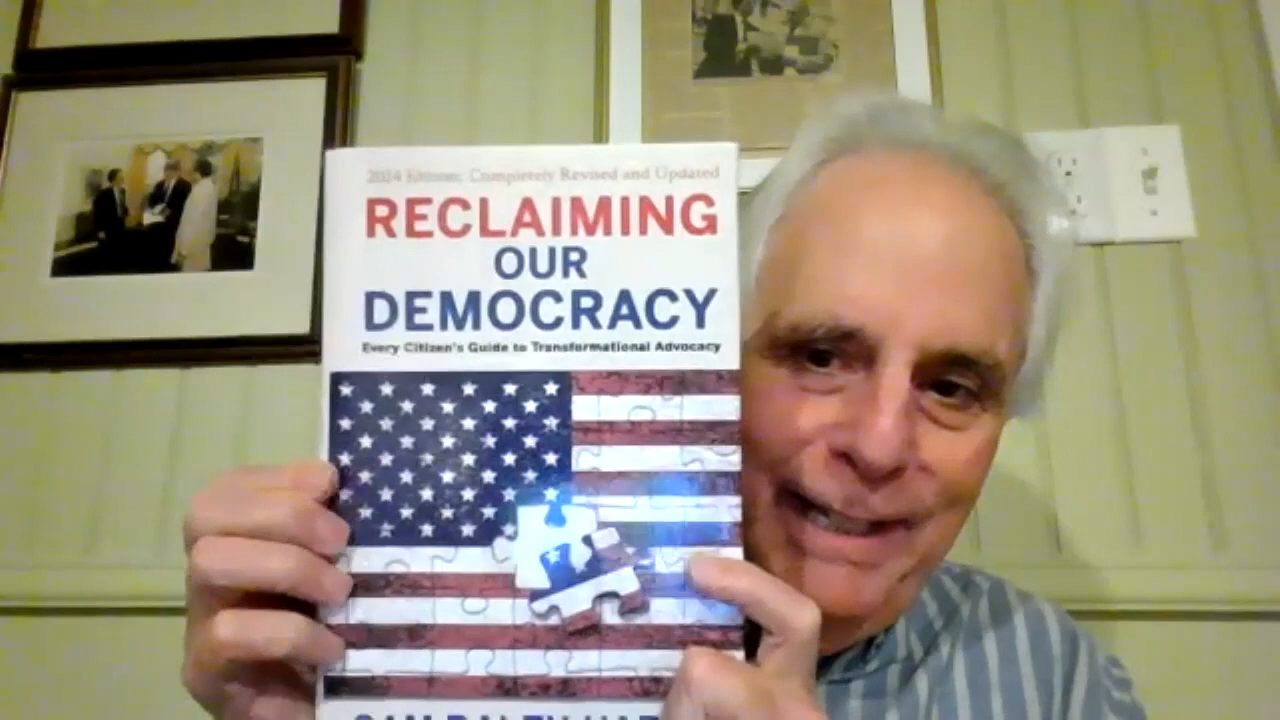 2024 Edition: Completely Revised and Updated
RECLAIMING
OUR
DEMOCRACY
Every Citizen's Guide to Transformational Advocacy